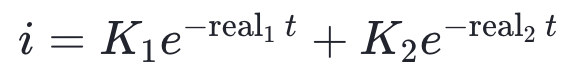 i = K₁e^{-real₁ t} + K₂e^{-real₂ t}